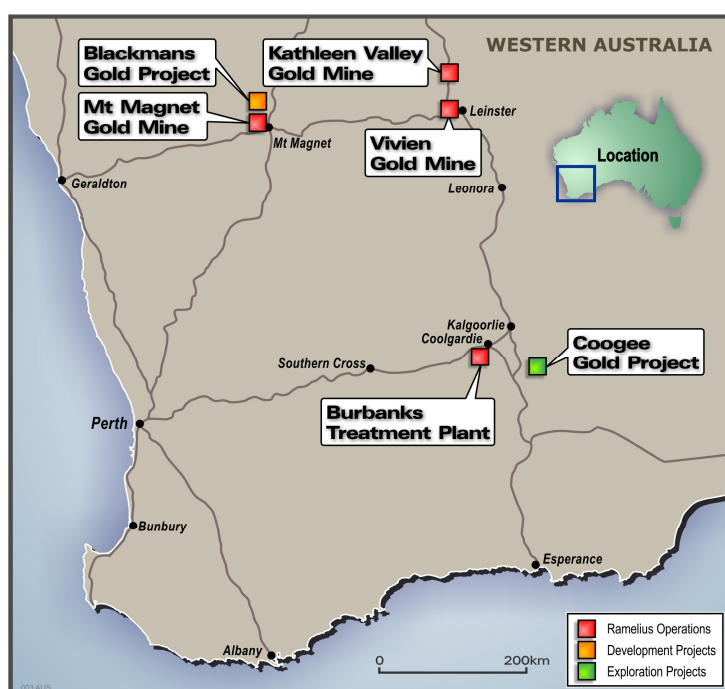 WESTERN AUSTRALIA
Blackmans
Gold Project
Kathleen Valley
Gold Mine
Mt Magnet
Gold Mine
Leinster
Mt Magnet
Vivien
Gold Mine
Location
Geraldton
Leonora
Kalgoorlie
Coolgardie
Coogee
Gold Project
Southern Cross
Burbanks
Treatment Plant
Perth
Bunbury
Esperance
Albany
0
200km
Ramelius Operations
Development Projects
Exploration Projects
003 AUS